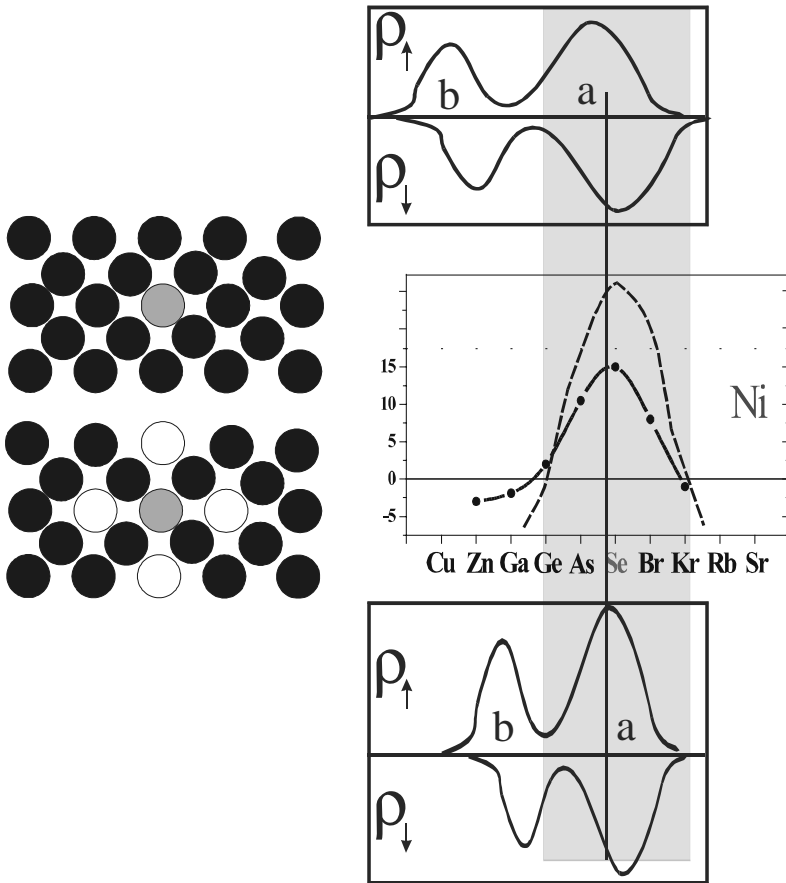 ρ↑
b
a
ρ↓
15
10
5
0
-5
Ni
Cu Zn Ga Ge As Se Br Kr Rb Sr
ρ↑
b
a
ρ↓